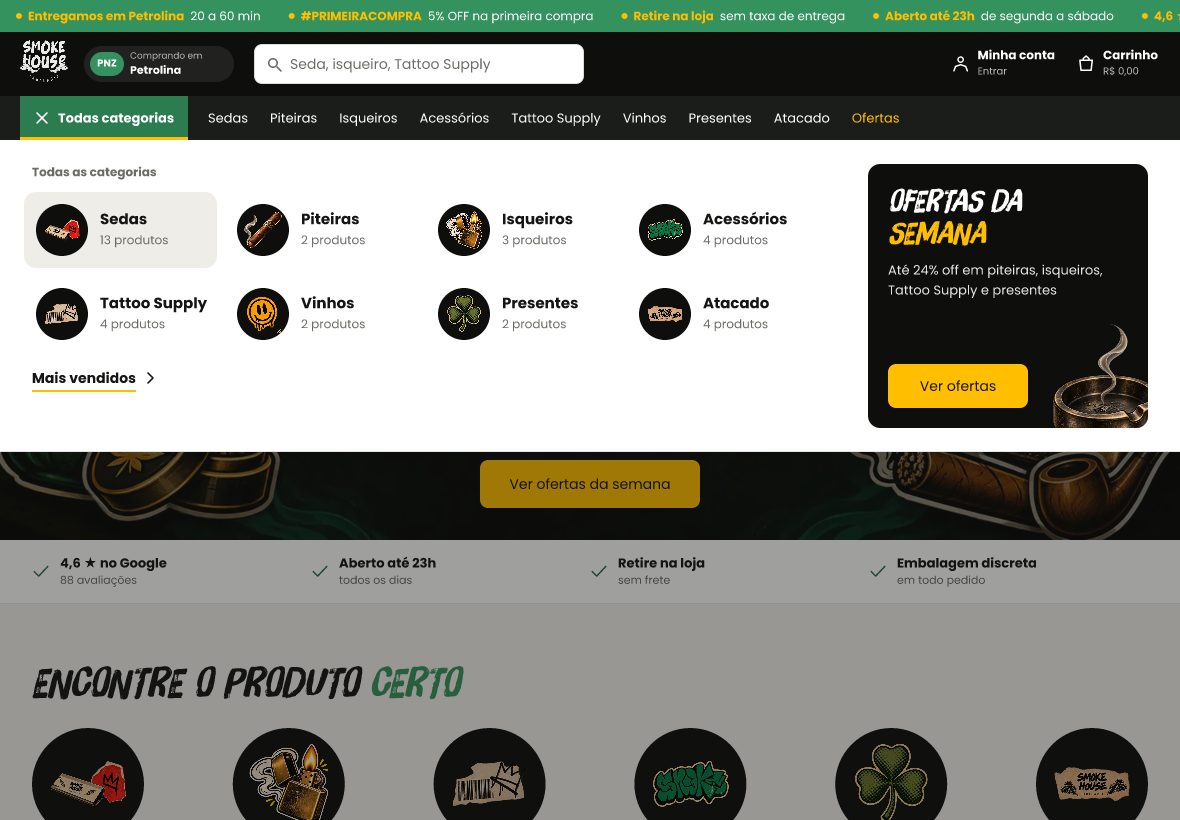 Entregamos em Petrolina 20 a 60 min
#PRIMEIRACOMPRA 5% OFF na primeira compra
Retire na loja sem taxa de entrega
Aberto até 23h de segunda a sábado
4,6
SMOKE
HOUSE
PNZ
Comprando em
Petrolina
Seda, isqueiro, Tattoo Supply
Minha conta
Entrar
Carrinho
R$ 0,00
Todas categorias
Sedas
Piteiras
Isqueiros
Acessórios
Tattoo Supply
Vinhos
Presentes
Atacado
Ofertas
Todas as categorias
Sedas
13 produtos
Piteiras
2 produtos
Isqueiros
3 produtos
Acessórios
4 produtos
Tattoo Supply
4 produtos
Vinhos
2 produtos
Presentes
2 produtos
Atacado
4 produtos
Mais vendidos
OFERTAS DA
SEMANA
Até 24% off em piteiras, isqueiros,
Tattoo Supply e presentes
Ver ofertas
Ver ofertas da semana
4,6 ★ no Google
88 avaliações
Aberto até 23h
todos os dias
Retire na loja
sem frete
Embalagem discreta
em todo pedido
ENCONTRE O PRODUTO CERTO
SMOKE
HOUSE